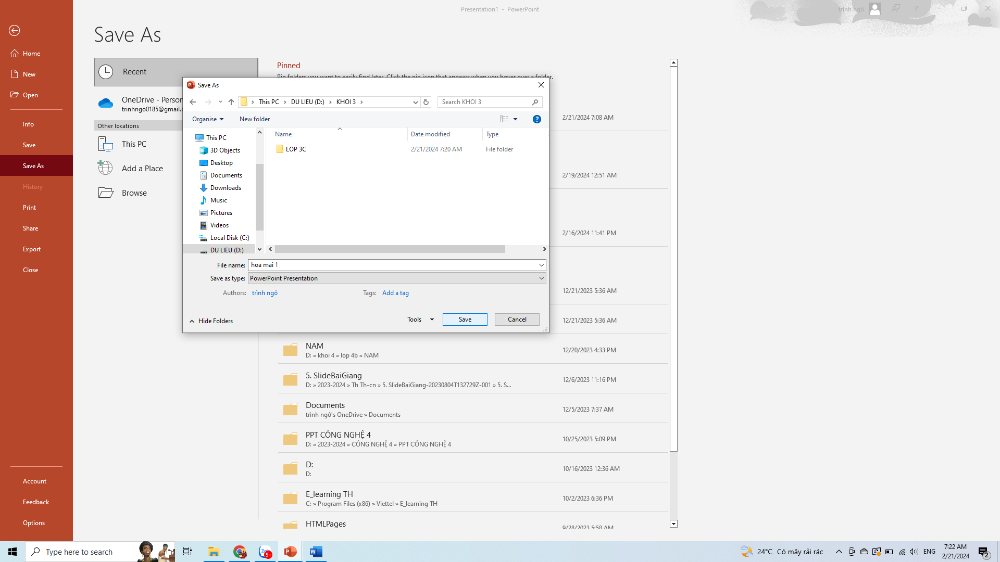 Presentation1 - PowerPoint
trình ngô
?
Save As
Home
New
Open
Info
Save
Save As
History
Print
Share
Export
Close
Account
Feedback
Options
Recent
OneDrive - Person
trinhngo0185@gmail.c
Other locations
This PC
Add a Place
Browse
Pinned
Pin folders you want to easily find later. Click the pin icon that appears when you hover over a folder.
2/21/2024 7:08 AM
2/19/2024 12:51 AM
2/16/2024 11:41 PM
12/21/2023 5:36 AM
12/21/2023 5:36 AM
Save As
This PC > DU LIEU (D:) > KHOI 3 >
Search KHOI 3
Organise
New folder
?
This PC
3D Objects
Desktop
Documents
Downloads
Music
Pictures
Videos
Local Disk (C:)
DU LIEU (D:)
Name Date modified Type
LOP 3C 2/21/2024 7:20 AM File folder
File name: hoa mai 1
Save as type: PowerPoint Presentation
Authors: trình ngô Tags: Add a tag
Hide Folders
Tools
Save
Cancel
NAM
D: » khoi 4 » lop 4b » NAM
12/20/2023 4:33 PM
5. SlideBaiGiang
D: » 2023-2024 » Th Th-cn » 5. SlideBaiGiang-20230804T132729Z-001 » 5. S...
12/6/2023 11:16 PM
Documents
trình ngô's OneDrive » Documents
12/5/2023 7:37 AM
PPT CÔNG NGHỆ 4
D: » 2023-2024 » CÔNG NGHỆ 4 » PPT CÔNG NGHỆ 4
10/25/2023 5:09 PM
D:
D:
10/16/2023 12:36 AM
E_learning TH
C: » Program Files (x86) » Viettel » E_learning TH
10/2/2023 6:36 PM
HTMLPages
9/28/2023 5:58 AM
Type here to search
Zalo
5+
24°C Có mây rải rác
ENG
7:22 AM
2/21/2024
2